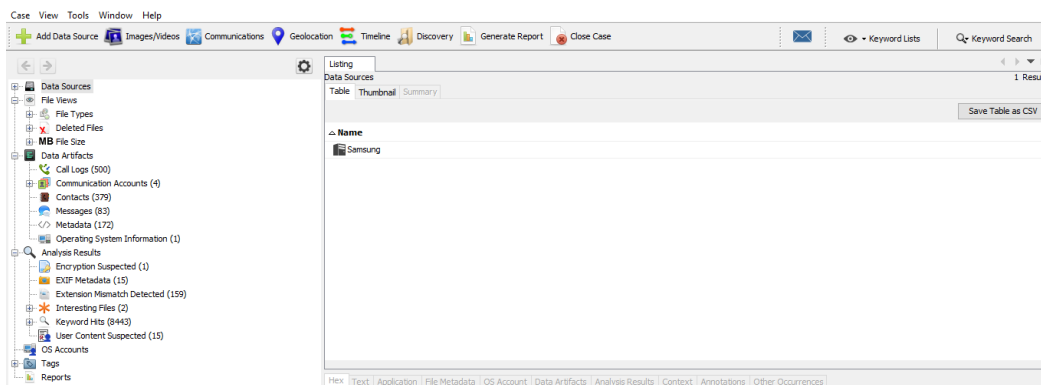 Case View Tools Window Help
Add Data Source Images/Videos Communications Geolocation Timeline Discovery Generate Report Close Case Keyword Lists Keyword Search
Listing
Data Sources 1 Resu
Table Thumbnail Summary
Save Table as CSV
Name
Samsung
Data Sources
File Views
File Types
Deleted Files
MB File Size
Data Artifacts
Call Logs (500)
Communication Accounts (4)
Contacts (379)
Messages (83)
Metadata (172)
Operating System Information (1)
Analysis Results
Encryption Suspected (1)
EXIF Metadata (15)
Extension Mismatch Detected (159)
Interesting Files (2)
Keyword Hits (8443)
User Content Suspected (15)
OS Accounts
Tags
Reports
Hex Text Application File Metadata OS Account Data Artifacts Analysis Results Context Annotations Other Occurrences